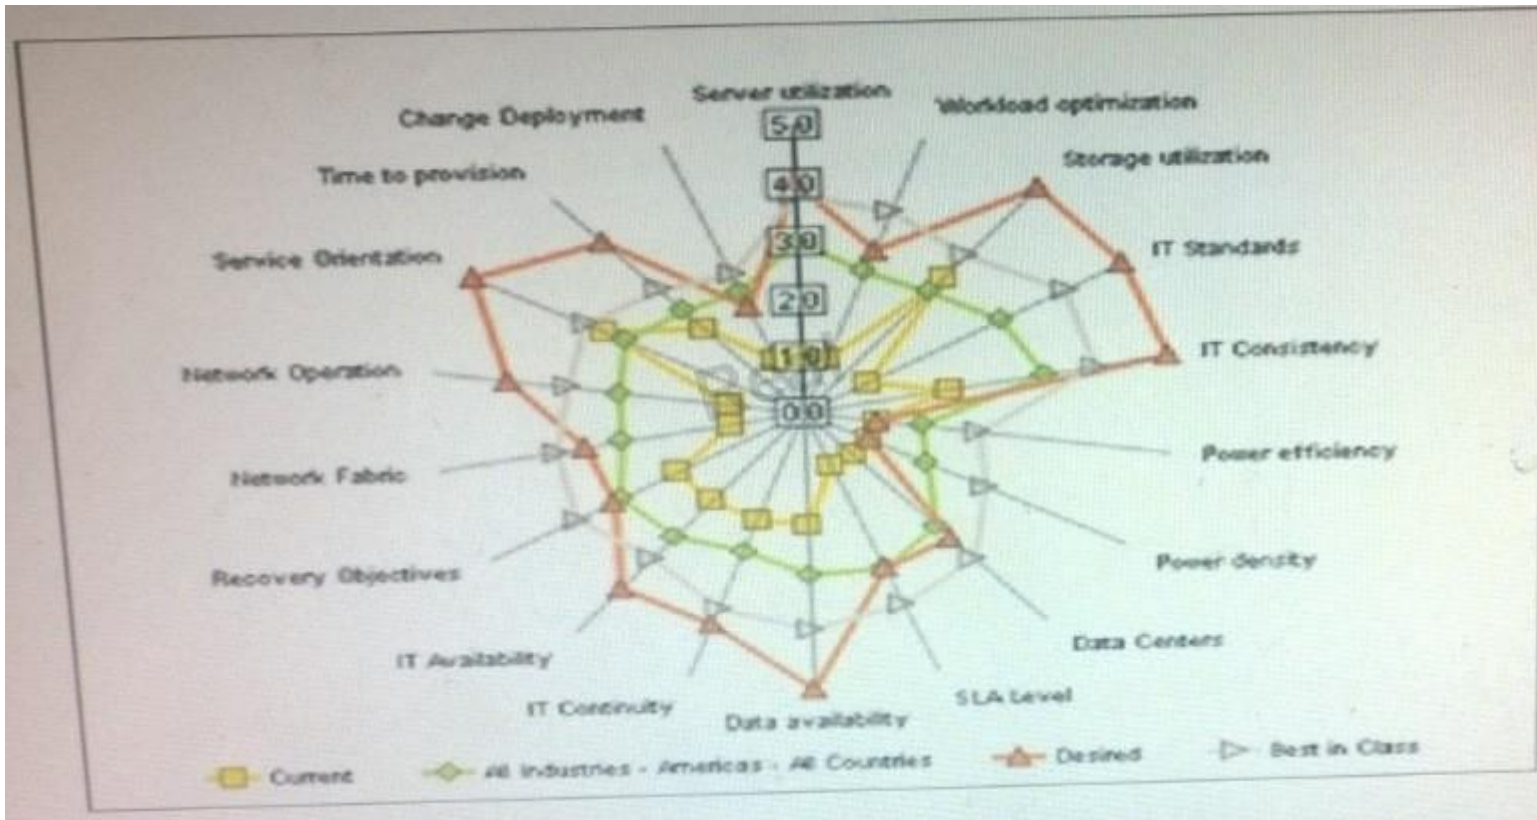 Server utilization
Change Deployment
Workload optimization
5.0
Time to provision
Storage utilization
4.0
Service Orientation
IT Standards
3.0
2.0
Network Operation
IT Consistency
1.0
0.0
Network Fabric
Power efficiency
Recovery Objectives
Power density
IT Availability
Data Centers
IT Continuity
Data availability
SLA Level
Current
All Industries - Americas - All Countries
Desired
Best in Class